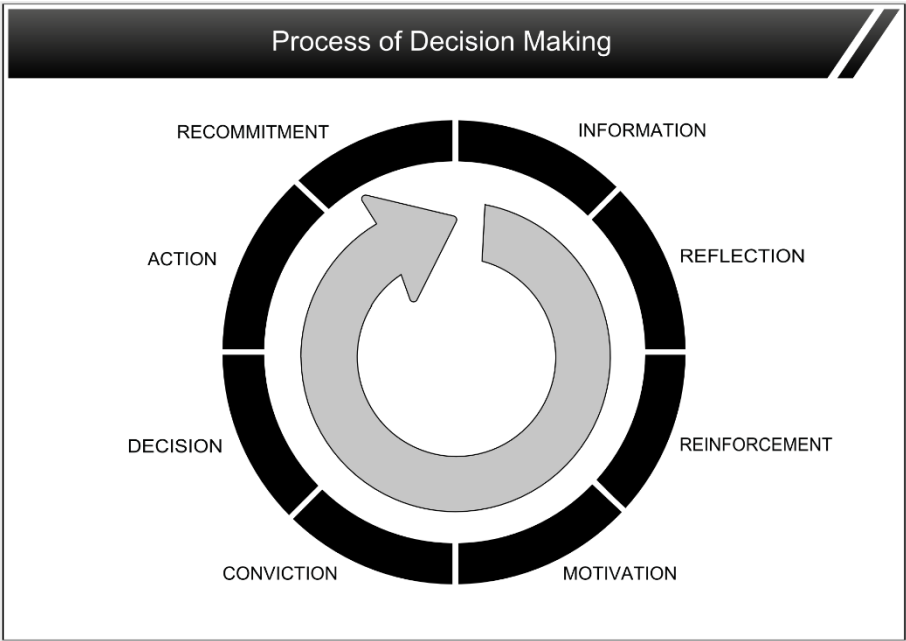 Process of Decision Making
RECOMMITMENT
INFORMATION
ACTION
REFLECTION
DECISION
REINFORCEMENT
CONVICTION
MOTIVATION